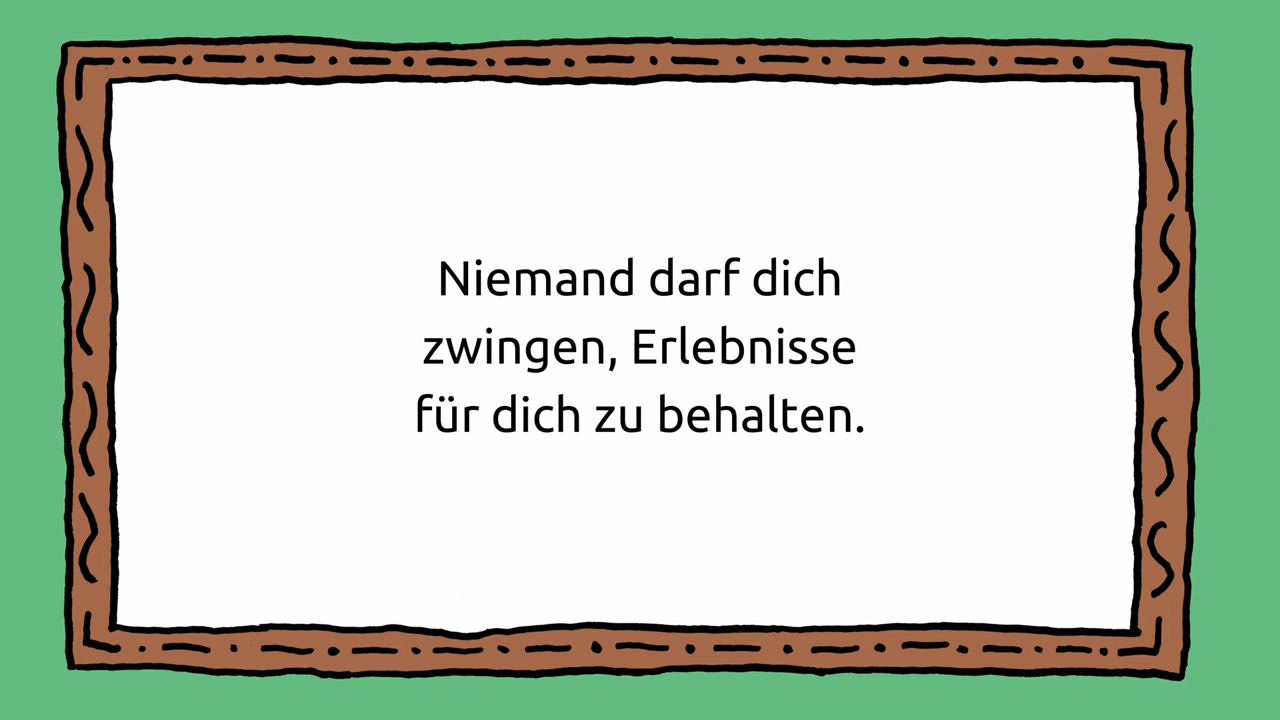 Niemand darf dich
zwingen, Erlebnisse
für dich zu behalten.